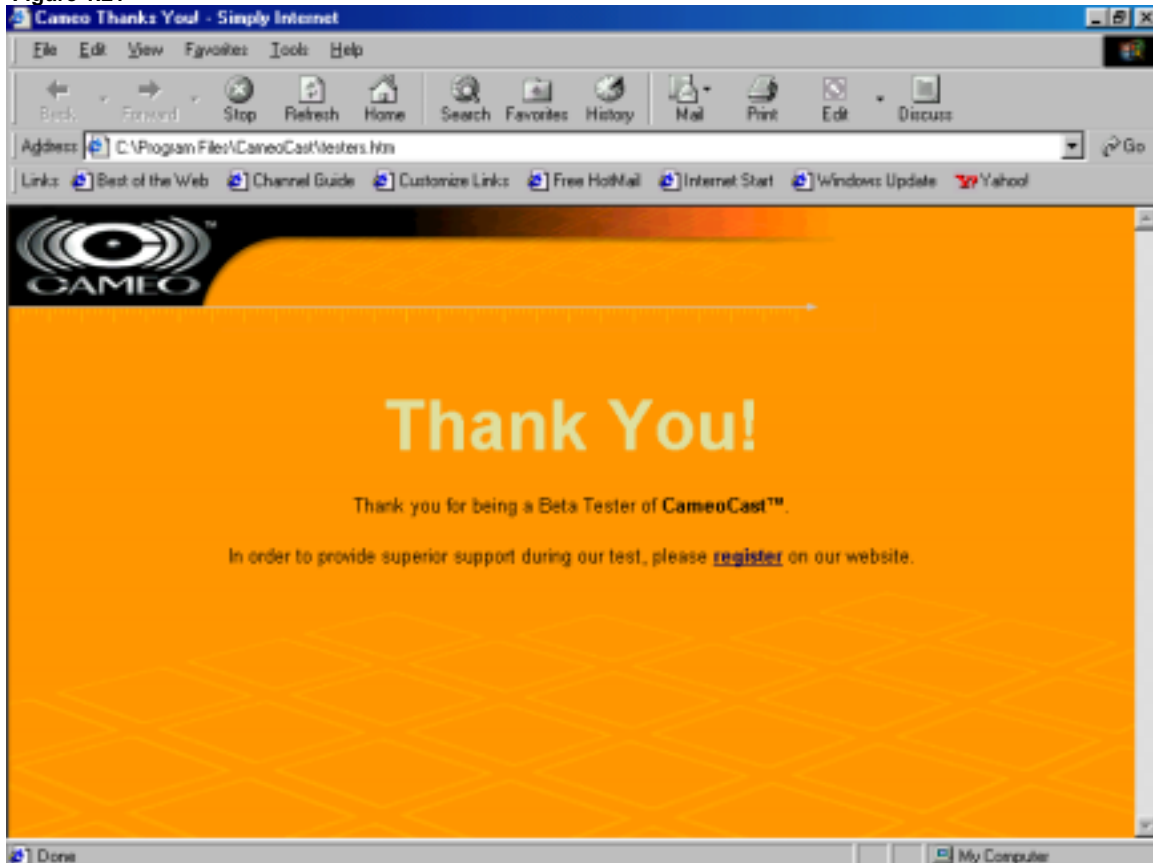 Cameo Thanks You! - Simply Internet
File Edit View Favorites Tools Help
Back Forward Stop Refresh Home Search Favorites History Mail Print Edit Discuss
Address C:\Program Files\CameoCast\testers.htm Go
Links Best of the Web Channel Guide Customize Links Free HotMail Internet Start Windows Update Yahoo!
CAMEO™
Thank You!
Thank you for being a Beta Tester of CameoCast™.
In order to provide superior support during our test, please register on our website.
Done My Computer